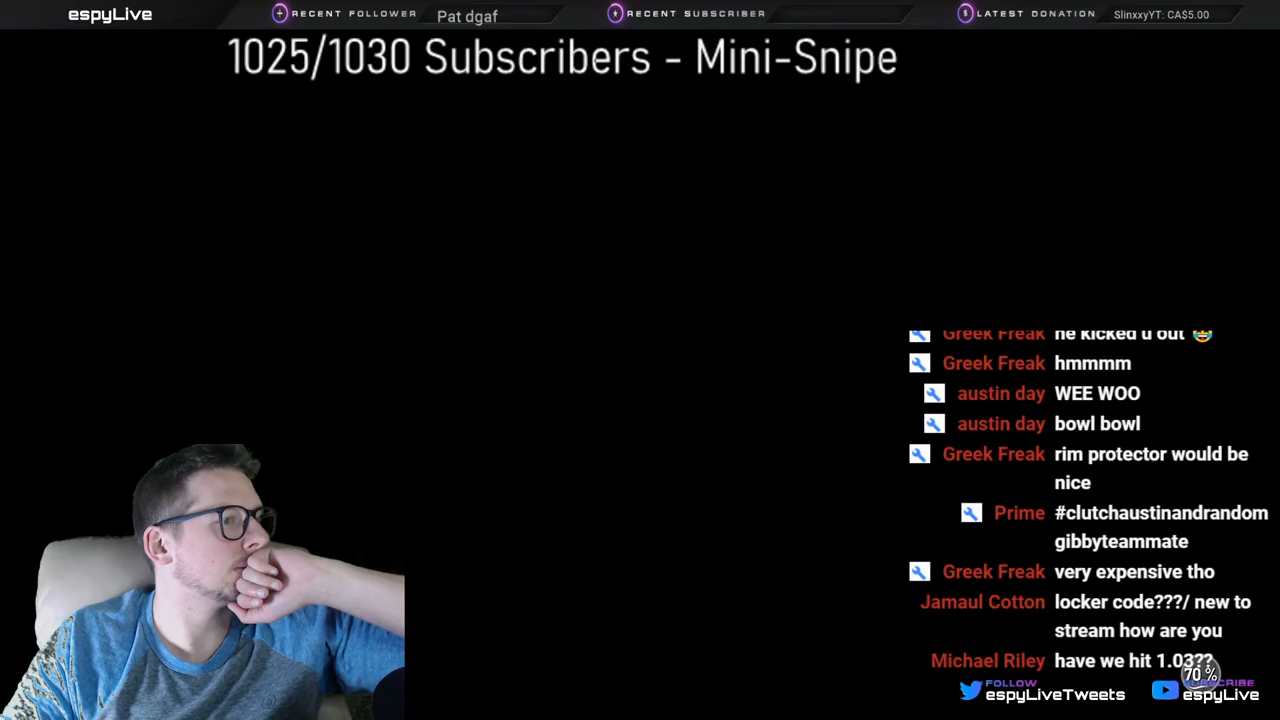 espyLive
RECENT FOLLOWER Pat dgaf
RECENT SUBSCRIBER
LATEST DONATION SlinxxyYT: CA$5.00
1025/1030 Subscribers - Mini-Snipe
Greek Freak he kicked u out 😂
Greek Freak hmmmm
austin day WEE WOO
austin day bowl bowl
Greek Freak rim protector would be
nice
Prime #clutchaustinandrandom
gibbyteammate
Greek Freak very expensive tho
Jamaul Cotton locker code???/ new to
stream how are you
Michael Riley have we hit 1.03??
70 %
FOLLOW
espyLiveTweets
SUBSCRIBE
espyLive